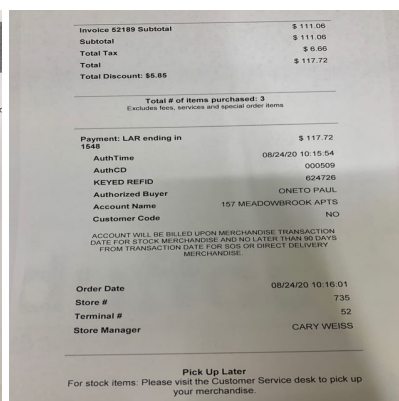 Invoice 52189 Subtotal $ 111.06
Subtotal $ 111.06
Total Tax $ 6.66
Total $ 117.72
Total Discount: $5.85
Total # of items purchased: 3
Excludes fees, services and special order items
Payment: LAR ending in 1548 $ 117.72
AuthTime 08/24/20 10:15:54
AuthCD 000509
KEYED REFID 624726
Authorized Buyer ONETO PAUL
Account Name 157 MEADOWBROOK APTS
Customer Code NO
ACCOUNT WILL BE BILLED UPON MERCHANDISE TRANSACTION
DATE FOR STOCK MERCHANDISE AND NO LATER THAN 90 DAYS
FROM TRANSACTION DATE FOR SOS OR DIRECT DELIVERY
MERCHANDISE.
Order Date 08/24/20 10:16:01
Store # 735
Terminal # 52
Store Manager CARY WEISS
Pick Up Later
For stock items: Please visit the Customer Service desk to pick up
your merchandise.